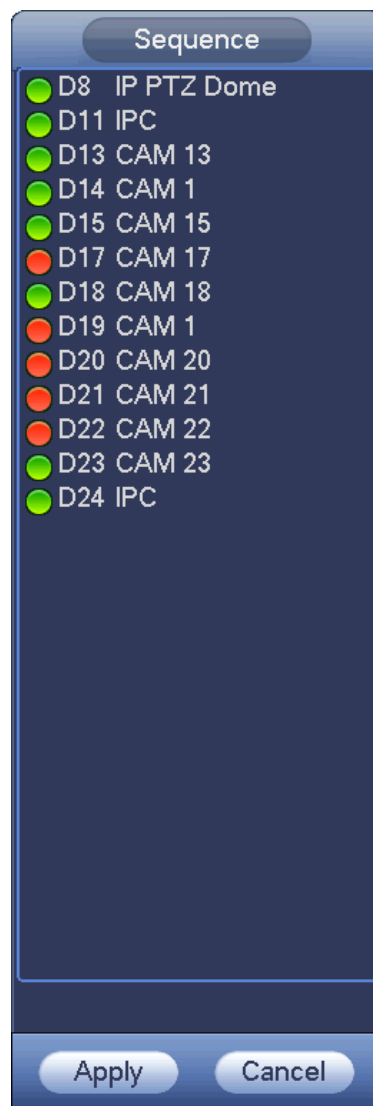 Sequence
D8 IP PTZ Dome
D11 IPC
D13 CAM 13
D14 CAM 1
D15 CAM 15
D17 CAM 17
D18 CAM 18
D19 CAM 1
D20 CAM 20
D21 CAM 21
D22 CAM 22
D23 CAM 23
D24 IPC
Apply Cancel